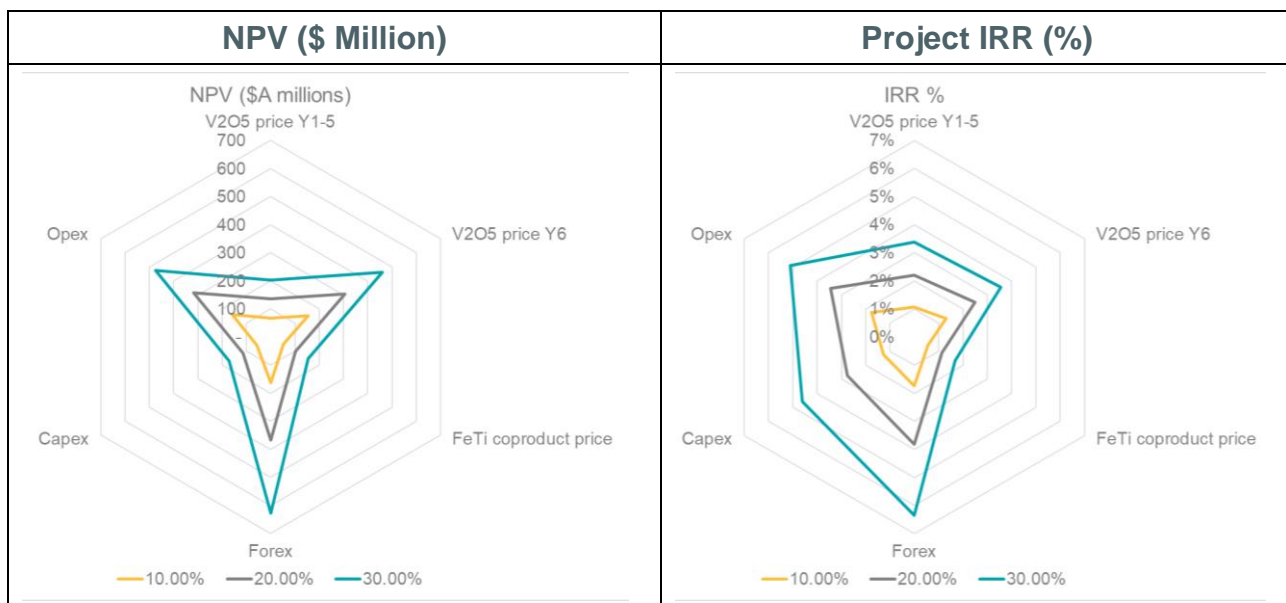 NPV ($ Million)
Project IRR (%)
NPV ($A millions)
V2O5 price Y1-5
700
600
500
400
300
200
100
-
V2O5 price Y6
FeTi coproduct price
Forex
Capex
Opex
10.00% 20.00% 30.00%
IRR %
V2O5 price Y1-5
7%
6%
5%
4%
3%
2%
1%
0%
V2O5 price Y6
FeTi coproduct price
Forex
Capex
Opex
10.00% 20.00% 30.00%